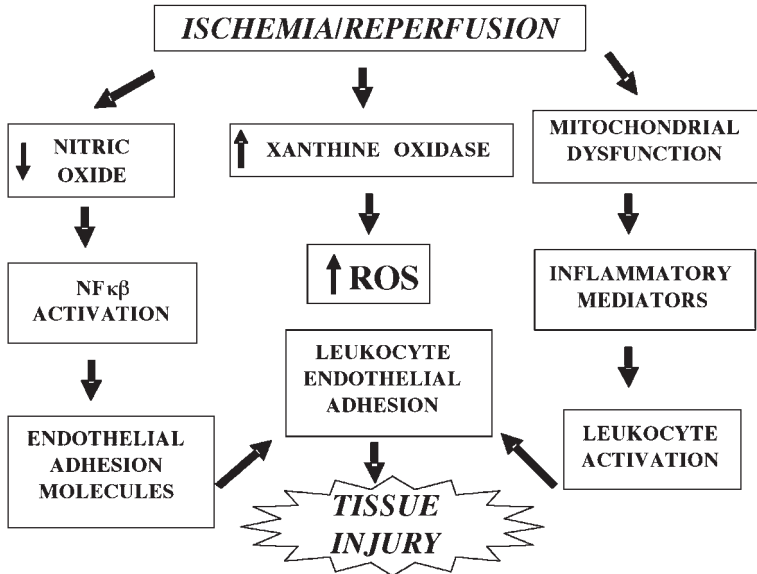 ISCHEMIA/REPERFUSION
↓ NITRIC
OXIDE
↑ XANTHINE OXIDASE
MITOCHONDRIAL
DYSFUNCTION
NFκβ
ACTIVATION
↑ ROS
INFLAMMATORY
MEDIATORS
LEUKOCYTE
ENDOTHELIAL
ADHESION
ENDOTHELIAL
ADHESION
MOLECULES
LEUKOCYTE
ACTIVATION
TISSUE
INJURY